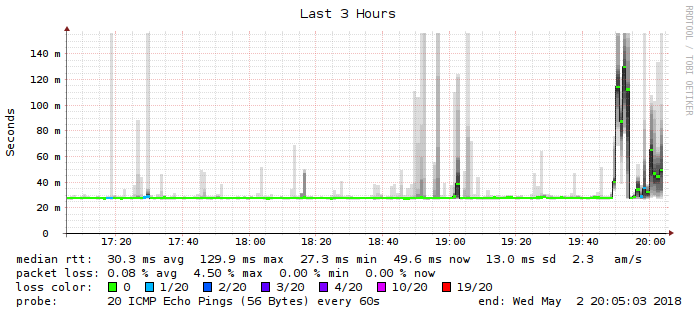 Last 3 Hours
RRDTOOL / TOBI OETIKER
Seconds
140 m
120 m
100 m
80 m
60 m
40 m
20 m
0
17:20 17:40 18:00 18:20 18:40 19:00 19:20 19:40 20:00
median rtt: 30.3 ms avg 129.9 ms max 27.3 ms min 49.6 ms now 13.0 ms sd 2.3 am/s
packet loss: 0.08 % avg 4.50 % max 0.00 % min 0.00 % now
loss color: 0 1/20 2/20 3/20 4/20 10/20 19/20
probe: 20 ICMP Echo Pings (56 Bytes) every 60s end: Wed May 2 20:05:03 2018